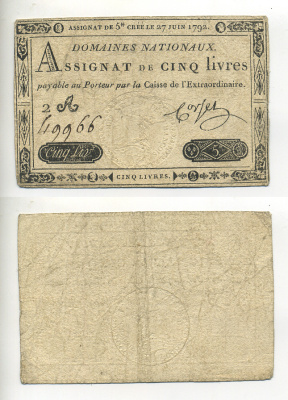 ASSIGNAT DE 5# CRÉÉ LE 27 JUIN 1792.
DOMAINES NATIONAUX.
ASSIGNAT DE CINQ livres
payable au Porteur par la Caisse de l'Extraordinaire.
2 A
49966 Corsel
Cinq Liv. 5
CINQ LIVRES.